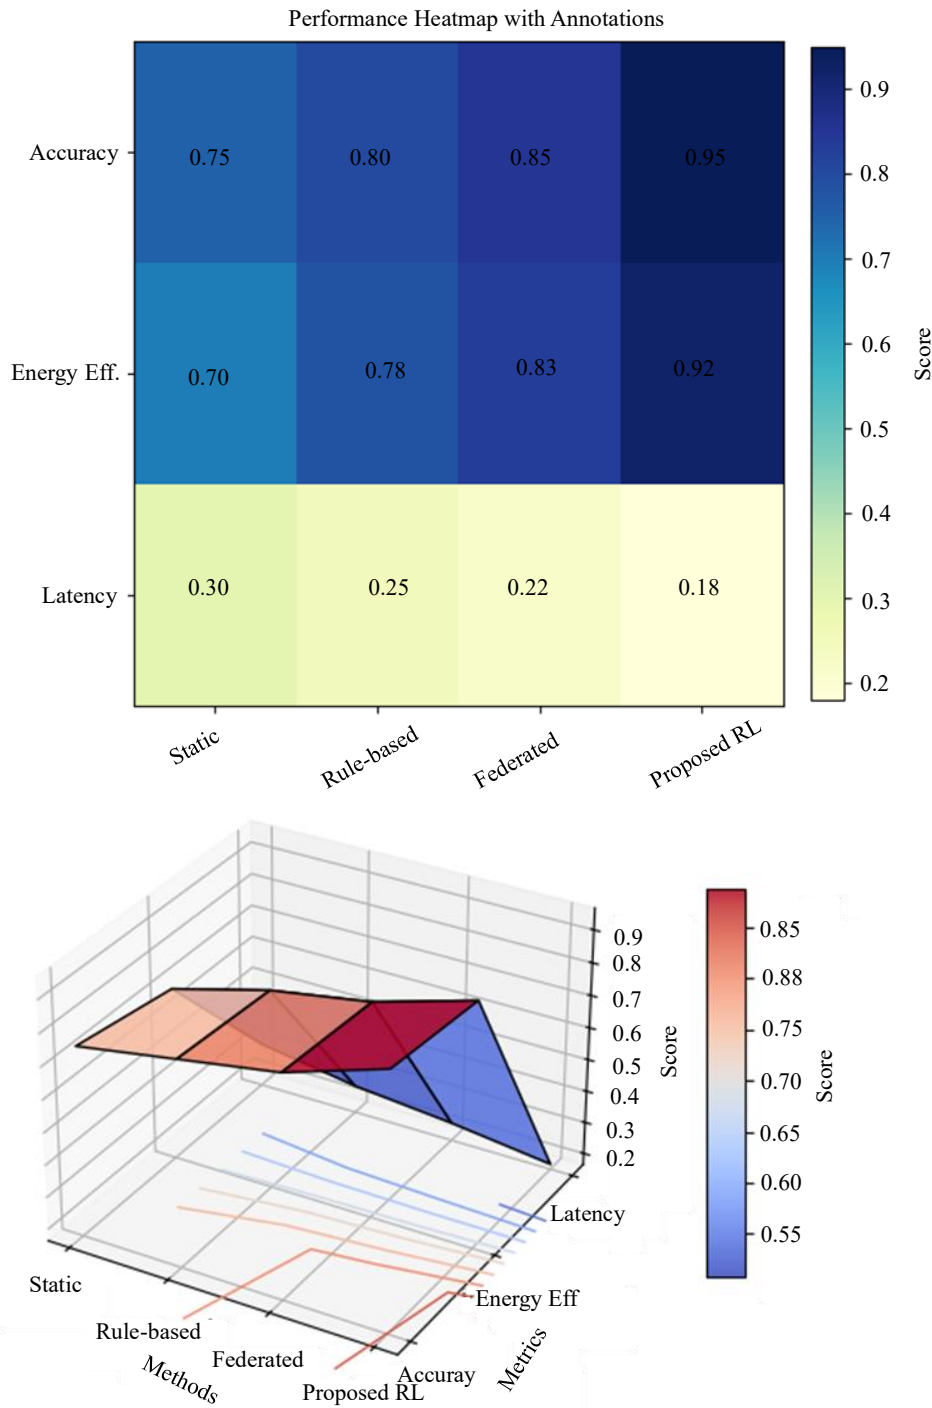 Performance Heatmap with Annotations
Accuracy
0.75 0.80 0.85 0.95
Energy Eff.
0.70 0.78 0.83 0.92
Latency
0.30 0.25 0.22 0.18
Static Rule-based Federated Proposed RL
0.9
0.8
0.7
0.6
0.5
0.4
0.3
0.2
Score
0.9
0.8
0.7
0.6
0.5
0.4
0.3
0.2
Score
Latency
Energy Eff
Accuray
Metrics
Static
Rule-based
Federated
Proposed RL
Methods
0.85
0.88
0.75
0.70
0.65
0.60
0.55
Score